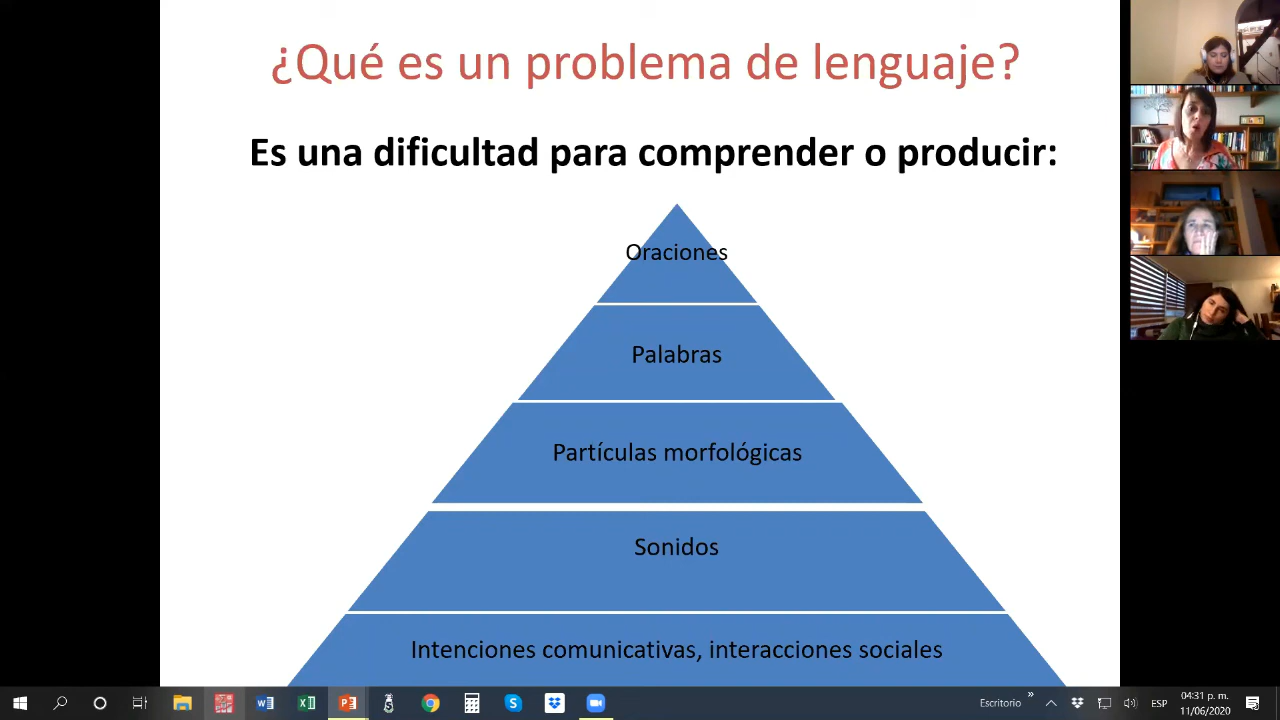 ¿Qué es un problema de lenguaje?
Es una dificultad para comprender o producir:
Oraciones
Palabras
Partículas morfológicas
Sonidos
Intenciones comunicativas, interacciones sociales
Escritorio
ESP
04:31 p. m.
11/06/2020